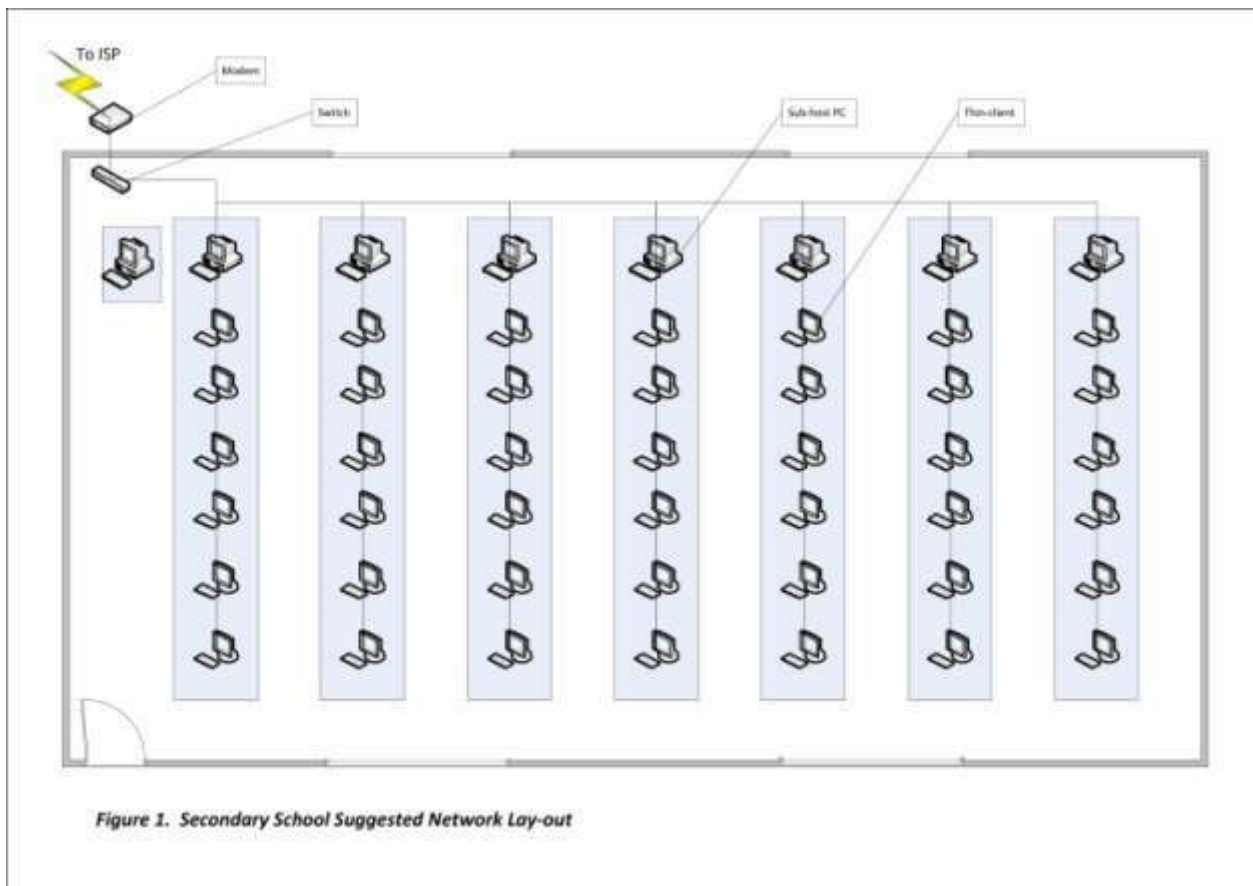 To ISP
Modem
Switch
Sub-host PC
Thin-client
Figure 1.  Secondary School Suggested Network Lay-out